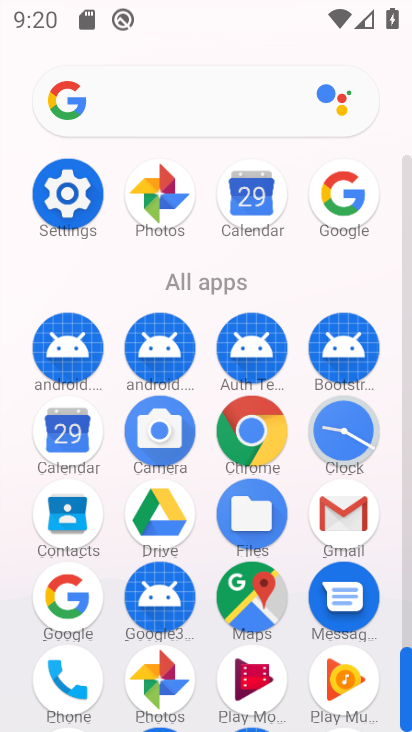 9:20
Settings Photos Calendar Google
29
All apps
android.... android.... Auth Te... Bootstr...
29
Calendar Camera Chrome Clock
Contacts Drive Files Gmail
Google Google3... Maps Messag...
Phone Photos Play Mo... Play Mu...